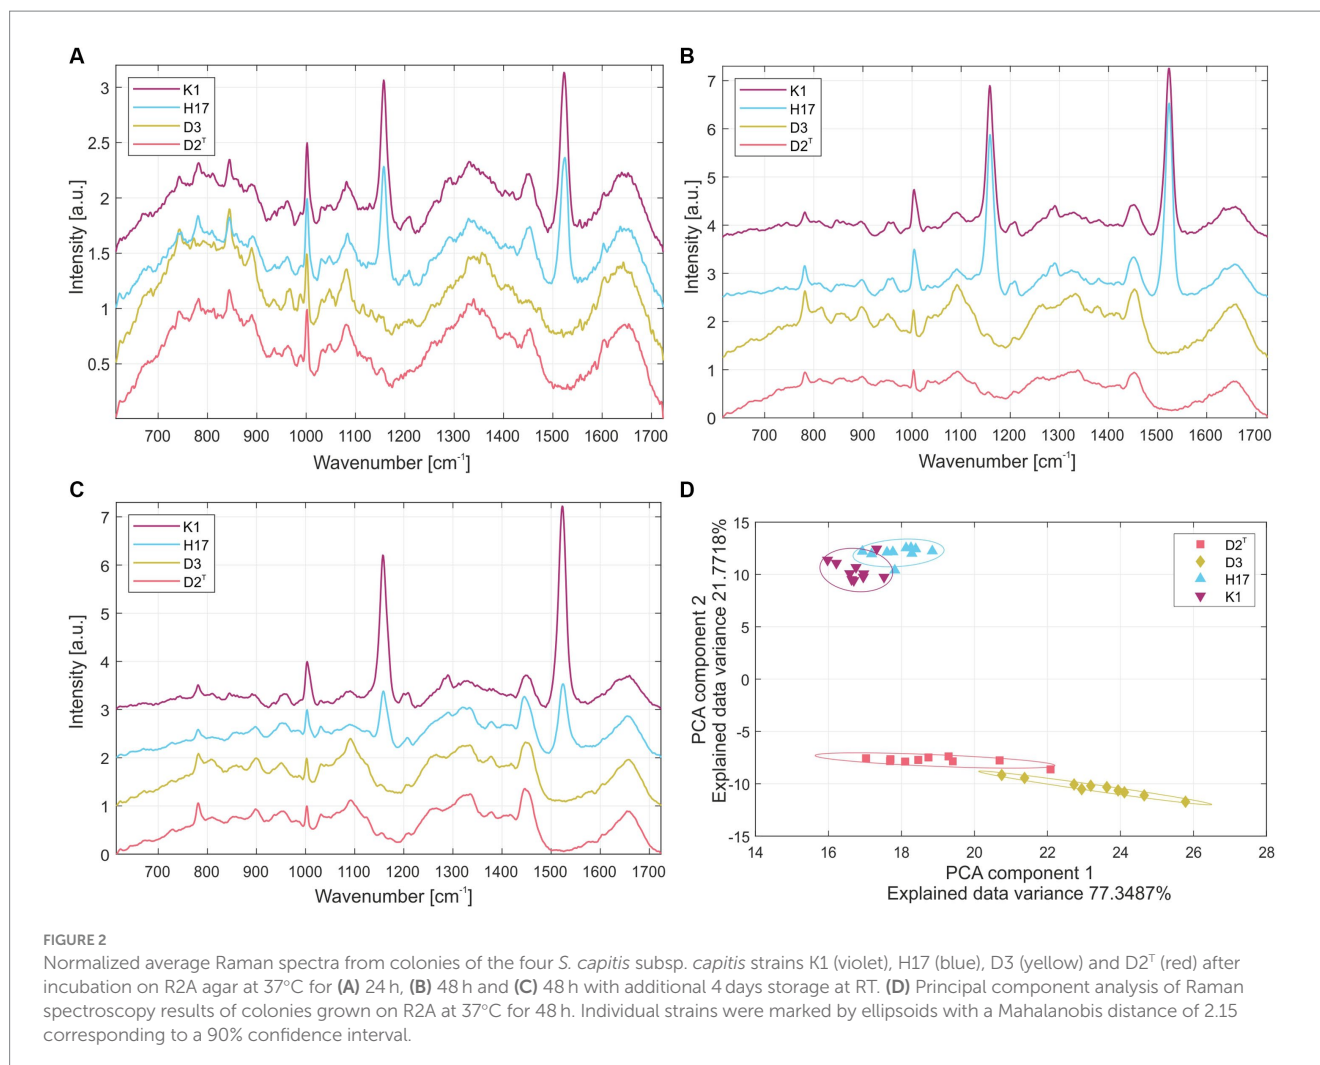 A
Intensity [a.u.]
3
2.5
2
1.5
1
0.5
K1
H17
D3
D2ᵀ
700 800 900 1000 1100 1200 1300 1400 1500 1600 1700
Wavenumber [cm⁻¹]
B
Intensity [a.u.]
7
6
5
4
3
2
1
0
K1
H17
D3
D2ᵀ
700 800 900 1000 1100 1200 1300 1400 1500 1600 1700
Wavenumber [cm⁻¹]
C
Intensity [a.u.]
7
6
5
4
3
2
1
0
K1
H17
D3
D2ᵀ
700 800 900 1000 1100 1200 1300 1400 1500 1600 1700
Wavenumber [cm⁻¹]
D
PCA component 2
Explained data variance 21.7718%
15
10
5
0
-5
-10
-15
D2ᵀ
D3
H17
K1
14 16 18 20 22 24 26 28
PCA component 1
Explained data variance 77.3487%
FIGURE 2
Normalized average Raman spectra from colonies of the four S. capitis subsp. capitis strains K1 (violet), H17 (blue), D3 (yellow) and D2ᵀ (red) after
incubation on R2A agar at 37°C for (A) 24 h, (B) 48 h and (C) 48 h with additional 4 days storage at RT. (D) Principal component analysis of Raman
spectroscopy results of colonies grown on R2A at 37°C for 48 h. Individual strains were marked by ellipsoids with a Mahalanobis distance of 2.15
corresponding to a 90% confidence interval.